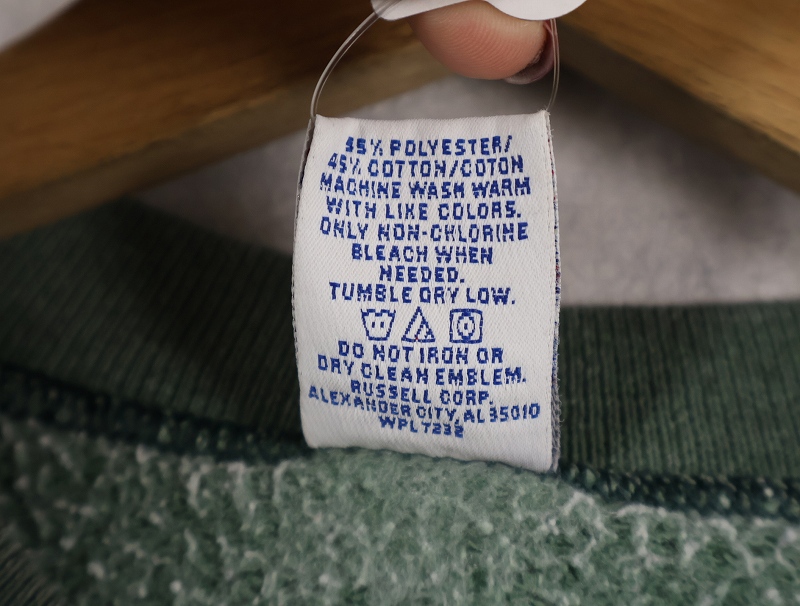 55% POLYESTER/
45% COTTON/COTON
MACHINE WASH WARM
WITH LIKE COLORS.
ONLY NON-CHLORINE
BLEACH WHEN
NEEDED.
TUMBLE DRY LOW.
DO NOT IRON OR
DRY CLEAN EMBLEM.
RUSSELL CORP.
ALEXANDER CITY, AL 35010
WPL 7232